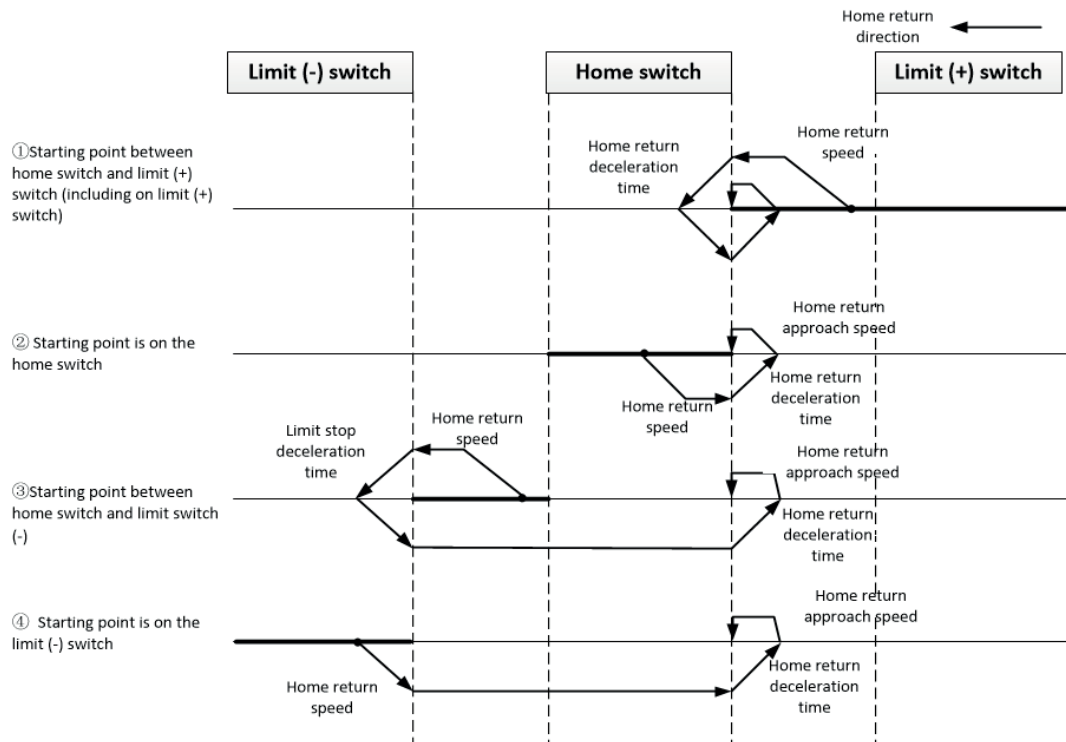 Home return
direction
Limit (-) switch
Home switch
Limit (+) switch
①Starting point between
home switch and limit (+)
switch (including on limit (+)
switch)
Home return
deceleration
time
Home return
speed
② Starting point is on the
home switch
Home return
approach speed
Home return
speed
Home return
deceleration
time
③Starting point between
home switch and limit switch
(-)
Limit stop
deceleration
time
Home return
speed
Home return
approach speed
Home return
deceleration
time
④ Starting point is on the
limit (-) switch
Home return
speed
Home return
approach speed
Home return
deceleration
time